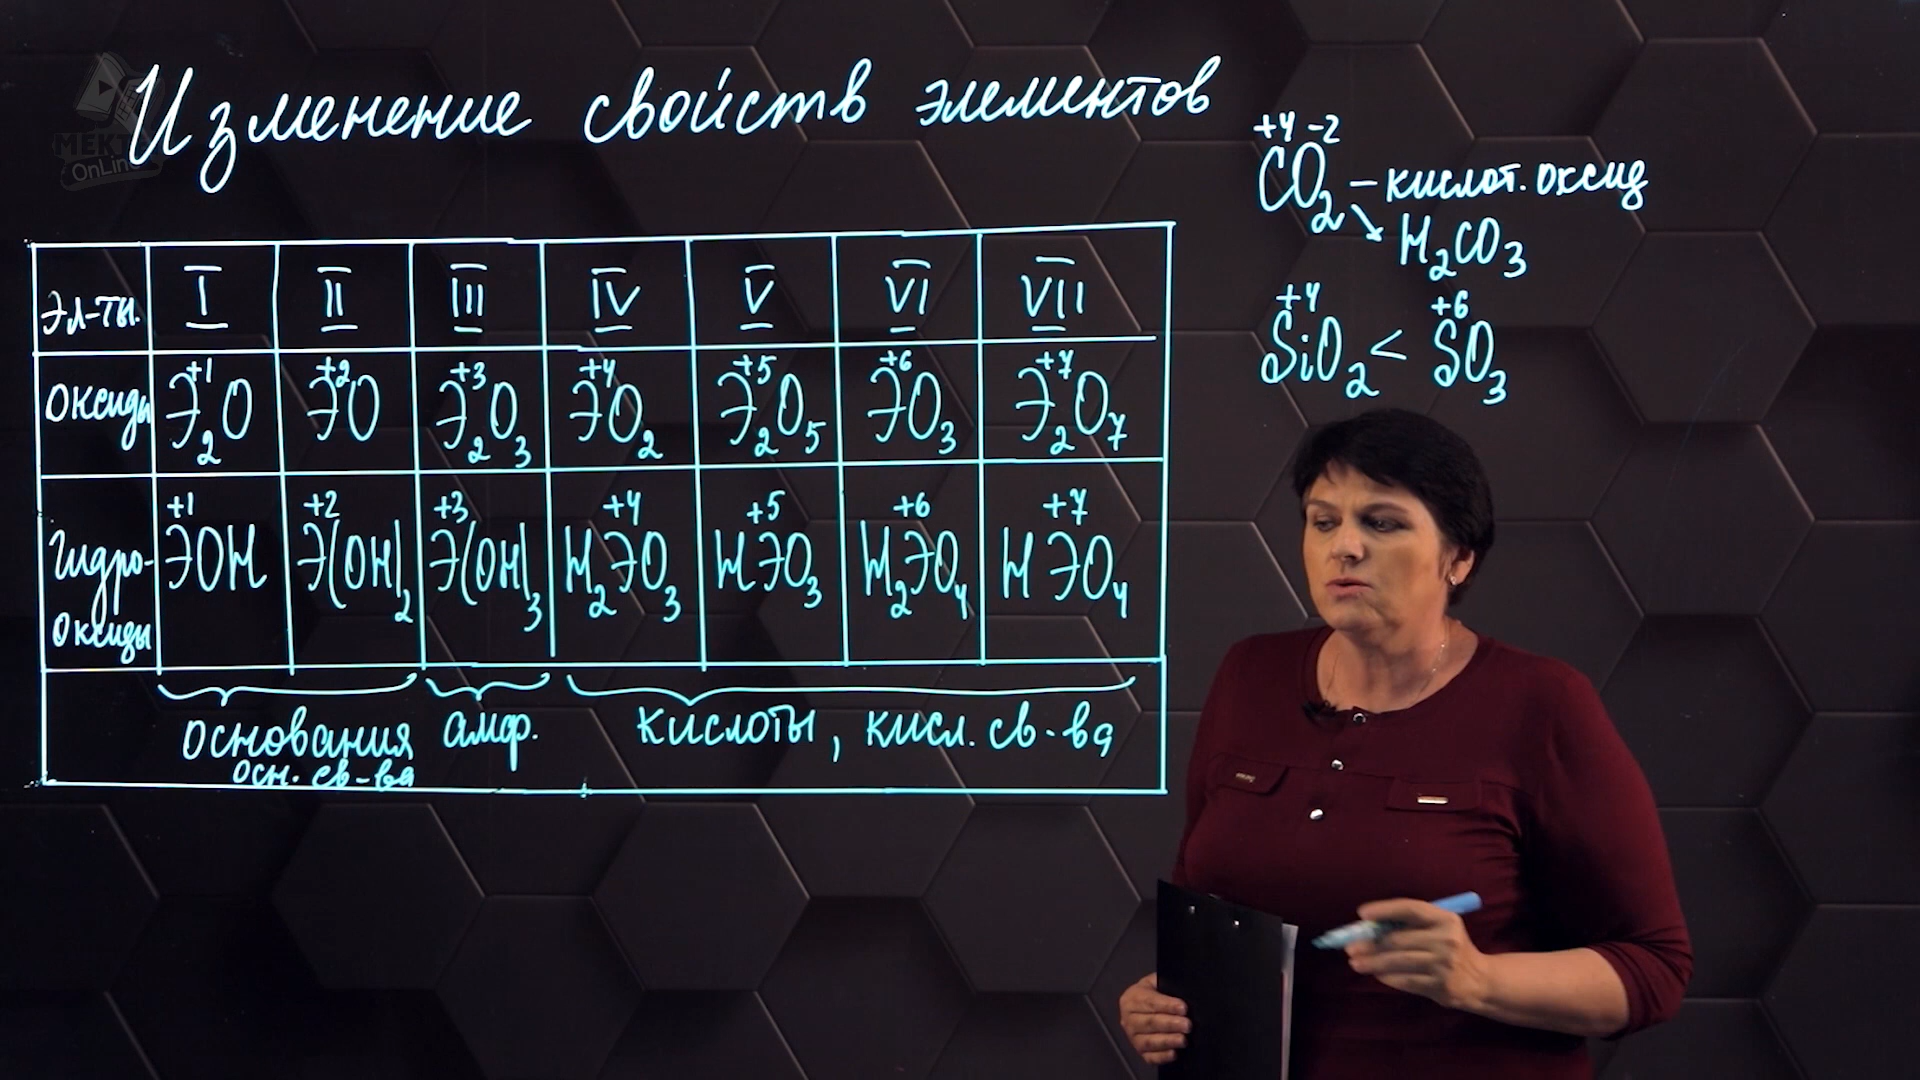 МЕКТ
OnLine
Изменение свойств элементов
Эл-ты. I II III IV V VI VII
Оксиды +1 Э₂O +2 ЭO +3 Э₂O₃ +4 ЭO₂ +5 Э₂O₅ +6 ЭO₃ +7 Э₂O₇
Гидро-
оксиды +1 ЭOH +2 Э(OH)₂ +3 Э(OH)₃ +4 H₂ЭO₃ +5 HЭO₃ +6 H₂ЭO₄ +7 HЭO₄
основания амф. кислоты, кисл. св-ва
осн. св-ва
+4 -2
CO₂ – кислот. оксид
↘ H₂CO₃
+4 +6
SiO₂ < SO₃